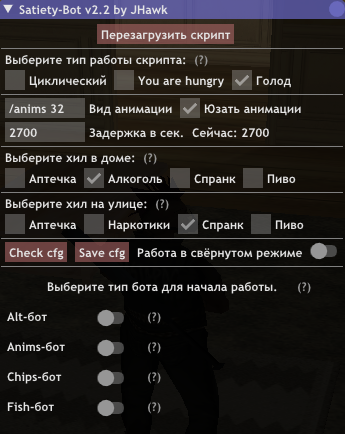 Satiety-Bot v2.2 by JHawk
Перезагрузить скрипт
Выберите тип работы скрипта: (?)
Циклический You are hungry Голод
/anims 32 Вид анимации Юзать анимации
2700 Задержка в сек. Сейчас: 2700
Выберите хил в доме: (?)
Аптечка Алкоголь Спранк Пиво
Выберите хил на улице: (?)
Аптечка Наркотики Спранк Пиво
Check cfg Save cfg Работа в свёрнутом режиме
Выберите тип бота для начала работы. (?)
Alt-бот (?)
Anims-бот (?)
Chips-бот (?)
Fish-бот (?)